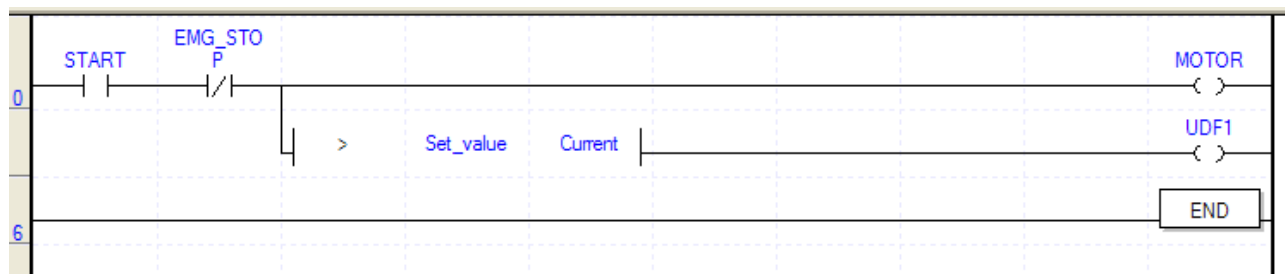 START EMG_STO
P MOTOR
0
> Set_value Current UDF1
END
6